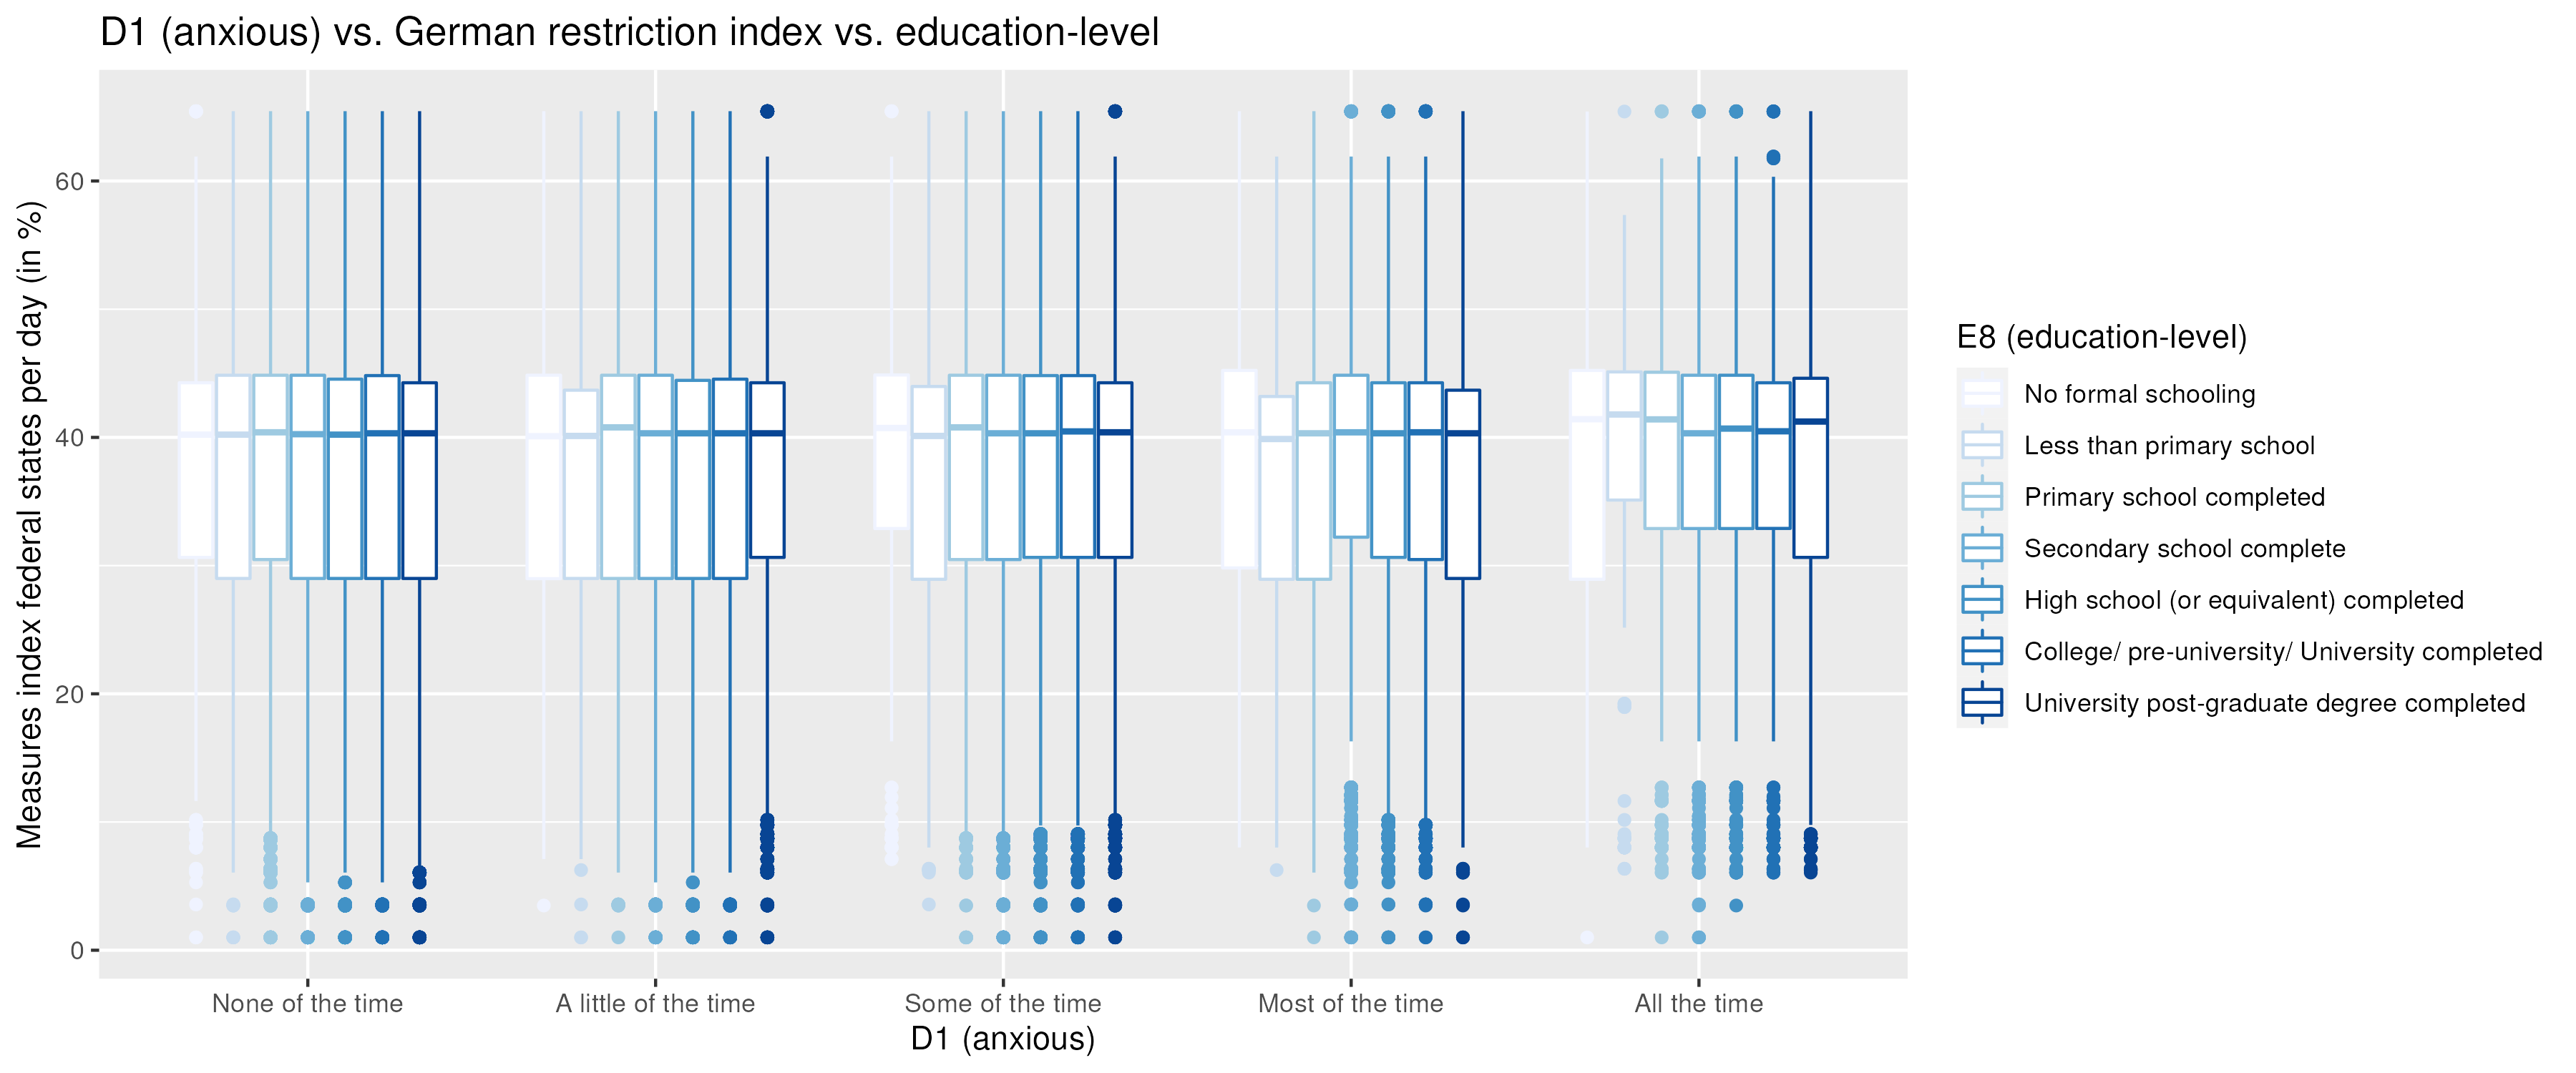 D1 (anxious) vs. German restriction index vs. education-level
Measures index federal states per day (in %)
60
40
20
0
None of the time
A little of the time
Some of the time
Most of the time
All the time
D1 (anxious)
E8 (education-level)
No formal schooling
Less than primary school
Primary school completed
Secondary school complete
High school (or equivalent) completed
College/ pre-university/ University completed
University post-graduate degree completed